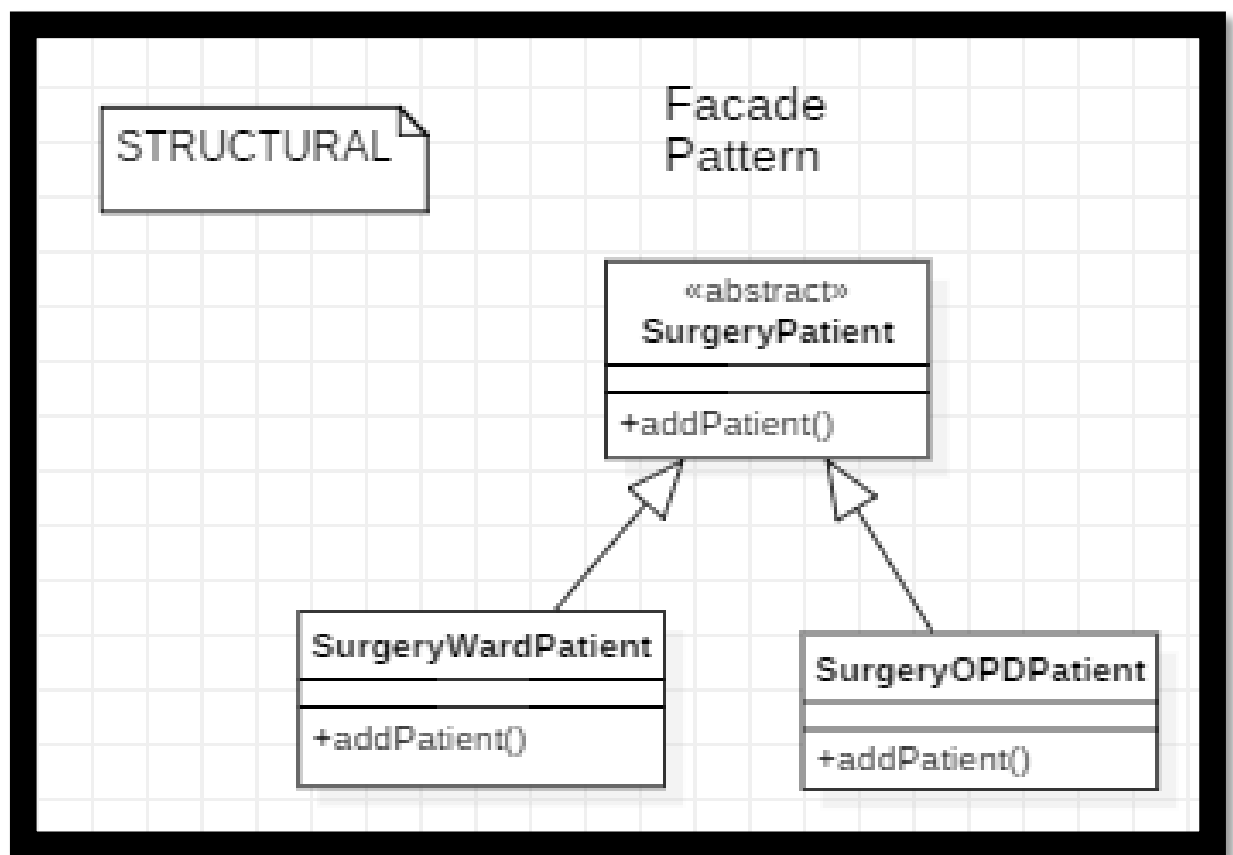 STRUCTURAL
Facade
Pattern
«abstract»
SurgeryPatient
+addPatient()
SurgeryWardPatient
+addPatient()
SurgeryOPDPatient
+addPatient()